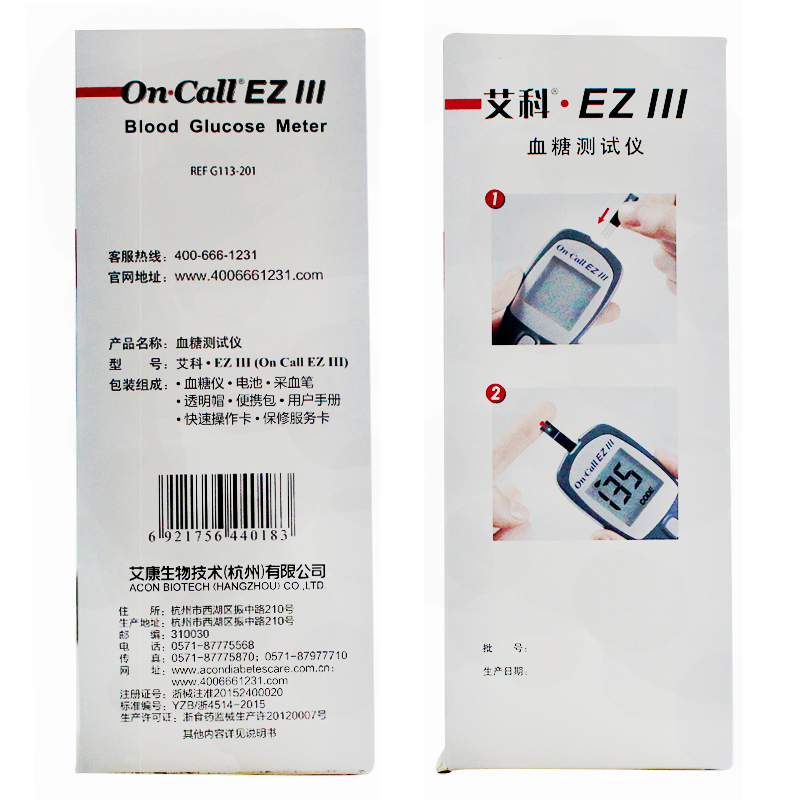 On·Call® EZ III
Blood Glucose Meter
REF G113-201
客服热线：400-666-1231
官网地址：www.4006661231.com
产品名称：血糖测试仪
型 号：艾科·EZ III (On Call EZ III)
包装组成：·血糖仪·电池·采血笔
·透明帽·便携包·用户手册
·快速操作卡·保修服务卡
6 921756 440183
艾康生物技术(杭州)有限公司
ACON BIOTECH (HANGZHOU) CO.,LTD.
住 所：杭州市西湖区振中路210号
生产地址：杭州市西湖区振中路210号
邮 编：310030
电 话：0571-87775568
传 真：0571-87775870；0571-87977710
网 址：www.acondiabetescare.com.cn；
www.4006661231.com
注册证号：浙械注准20152400020
标准编号：YZB/浙4514-2015
生产许可证：浙食药监械生产许20120007号
其他内容详见说明书
艾科®·EZ III
血糖测试仪
1
On·Call EZ III
2
On·Call EZ III
135
CODE
批 号：
生产日期：